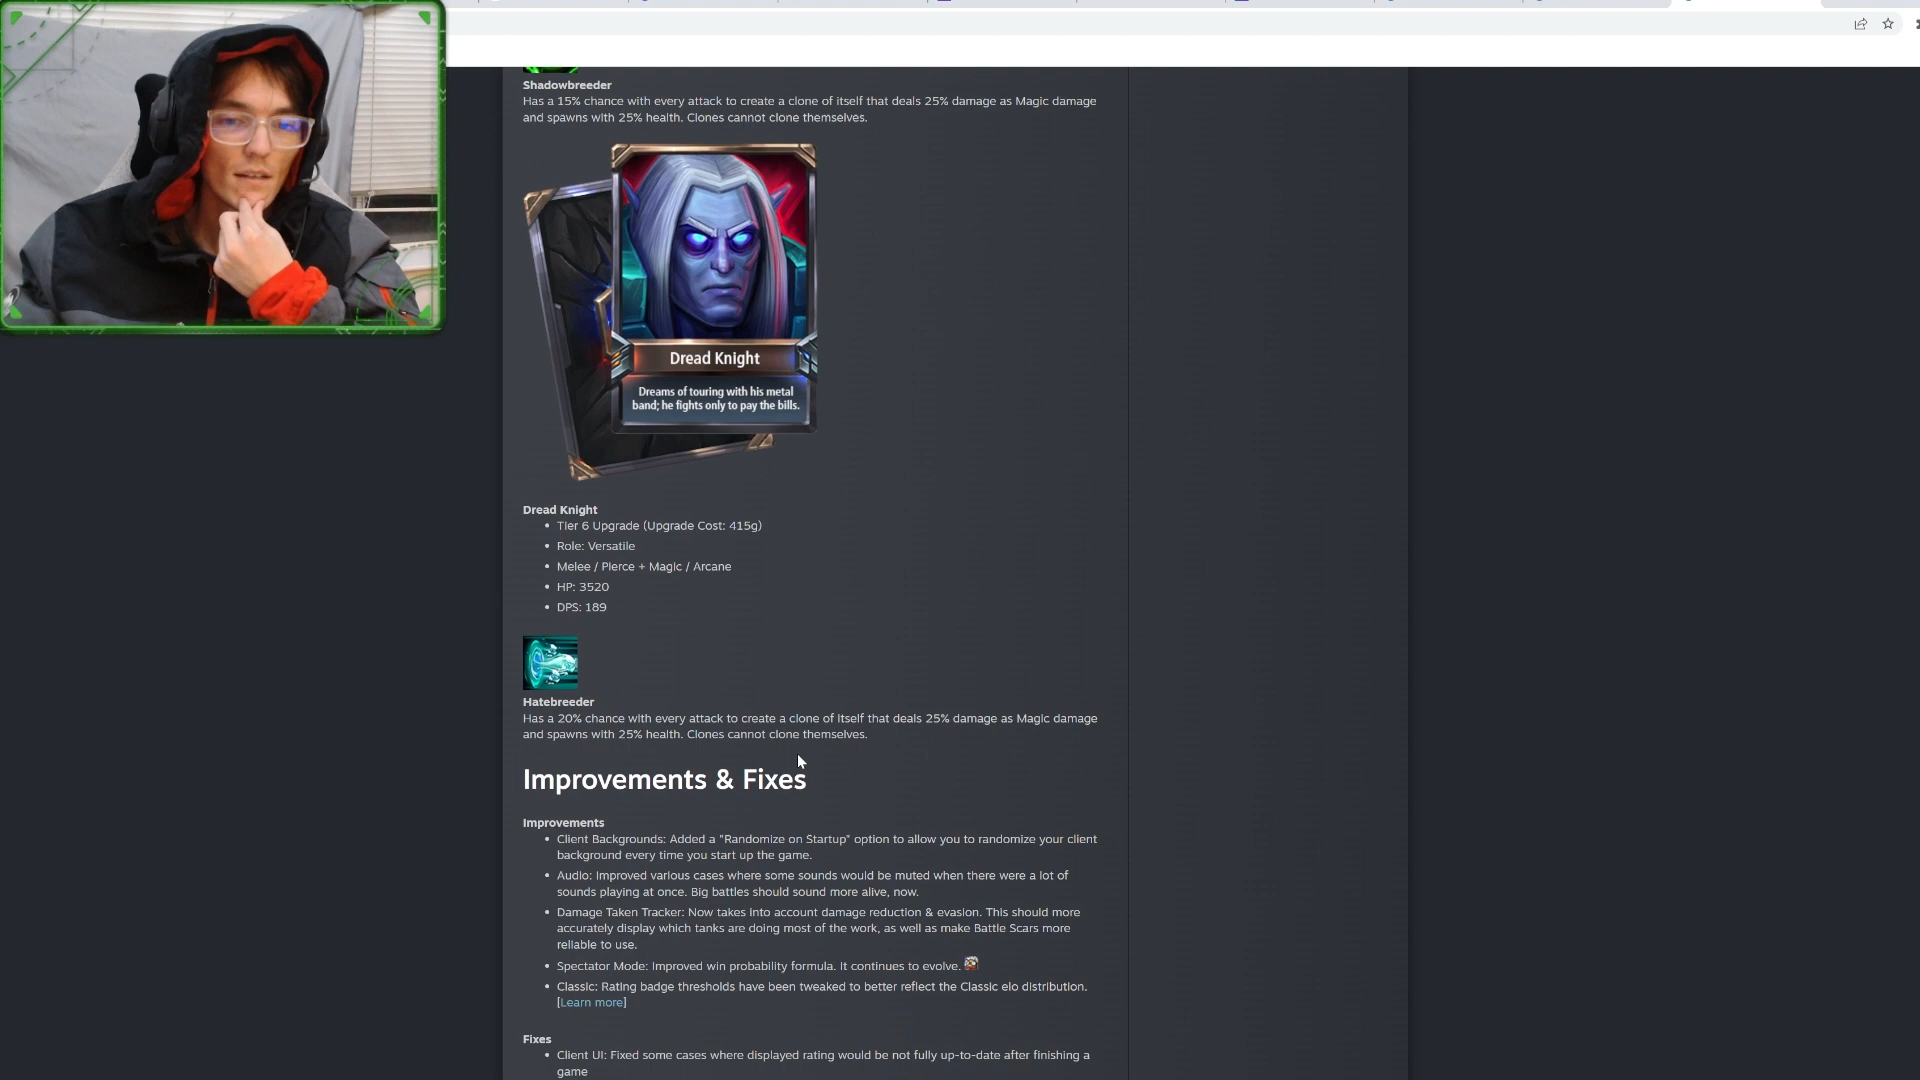 Shadowbreeder
Has a 15% chance with every attack to create a clone of itself that deals 25% damage as Magic damage
and spawns with 25% health. Clones cannot clone themselves.
Dread Knight
Dreams of touring with his metal
band; he fights only to pay the bills.
Dread Knight
• Tier 6 Upgrade (Upgrade Cost: 415g)
• Role: Versatile
• Melee / Pierce + Magic / Arcane
• HP: 3520
• DPS: 189
Hatebreeder
Has a 20% chance with every attack to create a clone of itself that deals 25% damage as Magic damage
and spawns with 25% health. Clones cannot clone themselves.
Improvements & Fixes
Improvements
• Client Backgrounds: Added a "Randomize on Startup" option to allow you to randomize your client
background every time you start up the game.
• Audio: Improved various cases where some sounds would be muted when there were a lot of
sounds playing at once. Big battles should sound more alive, now.
• Damage Taken Tracker: Now takes into account damage reduction & evasion. This should more
accurately display which tanks are doing most of the work, as well as make Battle Scars more
reliable to use.
• Spectator Mode: Improved win probability formula. It continues to evolve.
• Classic: Rating badge thresholds have been tweaked to better reflect the Classic elo distribution.
[Learn more]
Fixes
• Client UI: Fixed some cases where displayed rating would be not fully up-to-date after finishing a
game